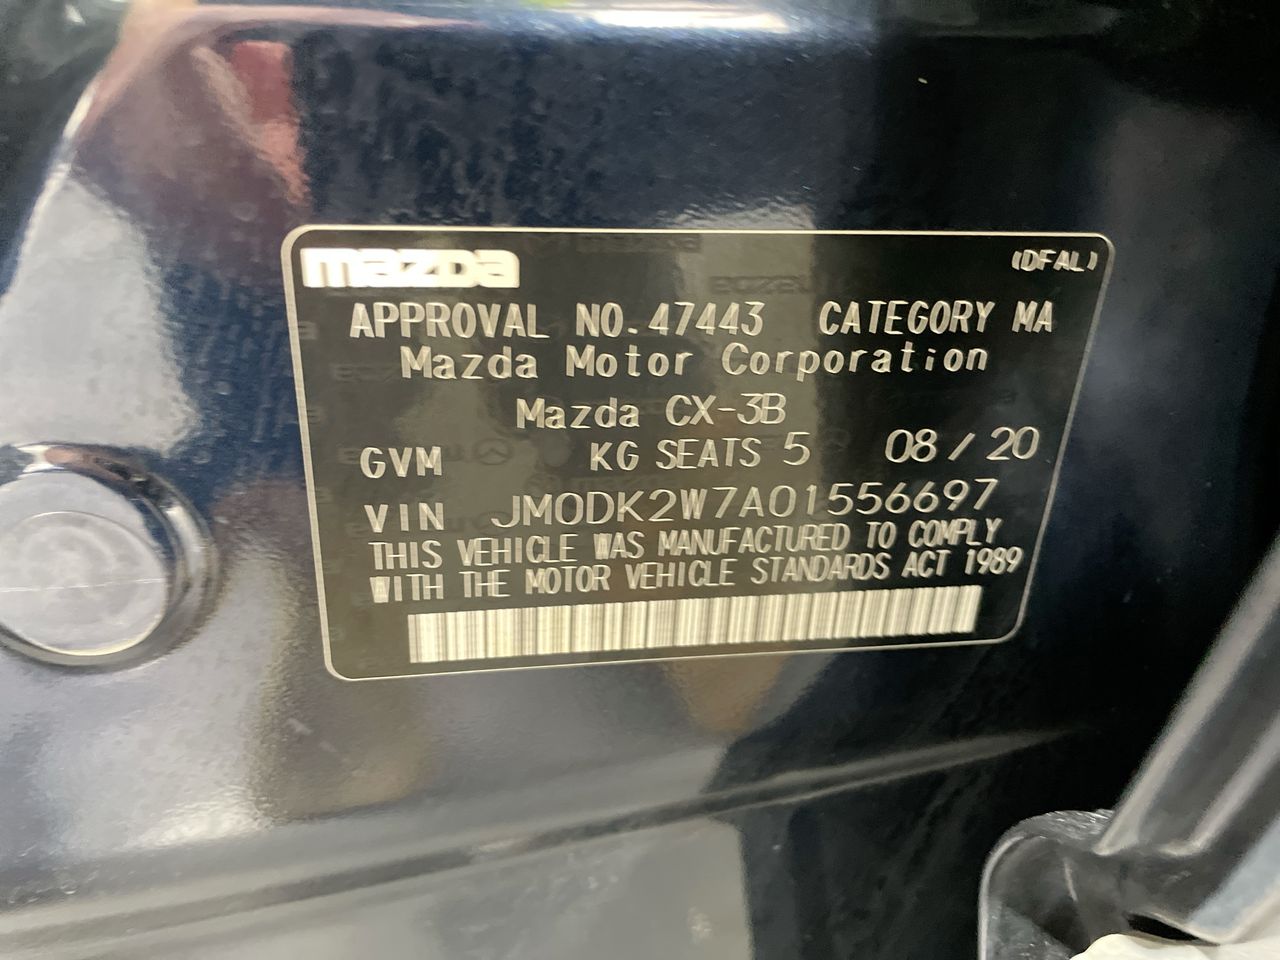 mazda (DFAL)
APPROVAL NO.47443 CATEGORY MA
Mazda Motor Corporation
Mazda CX-3B
GVM KG SEATS 5 08/20
VIN JM0DK2W7A01556697
THIS VEHICLE WAS MANUFACTURED TO COMPLY
WITH THE MOTOR VEHICLE STANDARDS ACT 1989